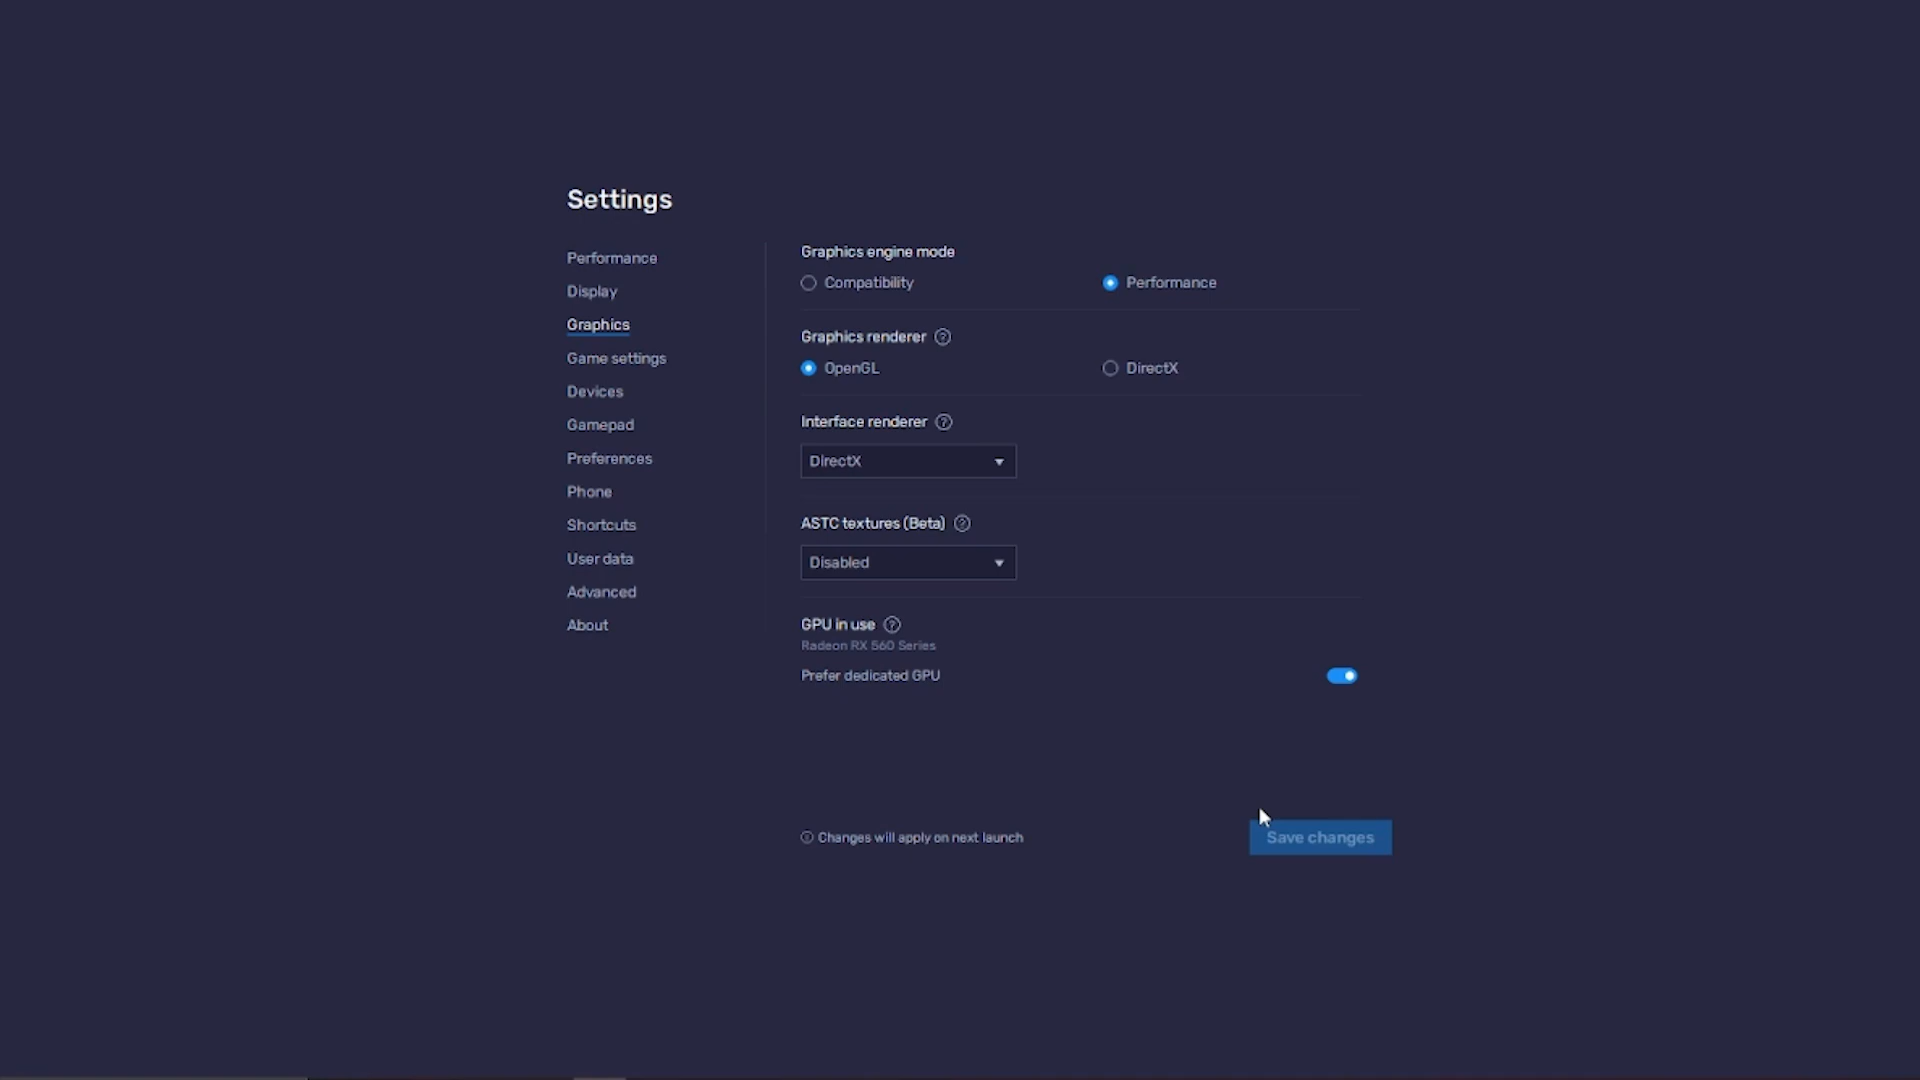 Settings
Performance
Display
Graphics
Game settings
Devices
Gamepad
Preferences
Phone
Shortcuts
User data
Advanced
About
Graphics engine mode
Compatibility Performance
Graphics renderer ?
OpenGL DirectX
Interface renderer ?
DirectX
ASTC textures (Beta) ?
Disabled
GPU in use ?
Radeon RX 560 Series
Prefer dedicated GPU
Changes will apply on next launch
Save changes